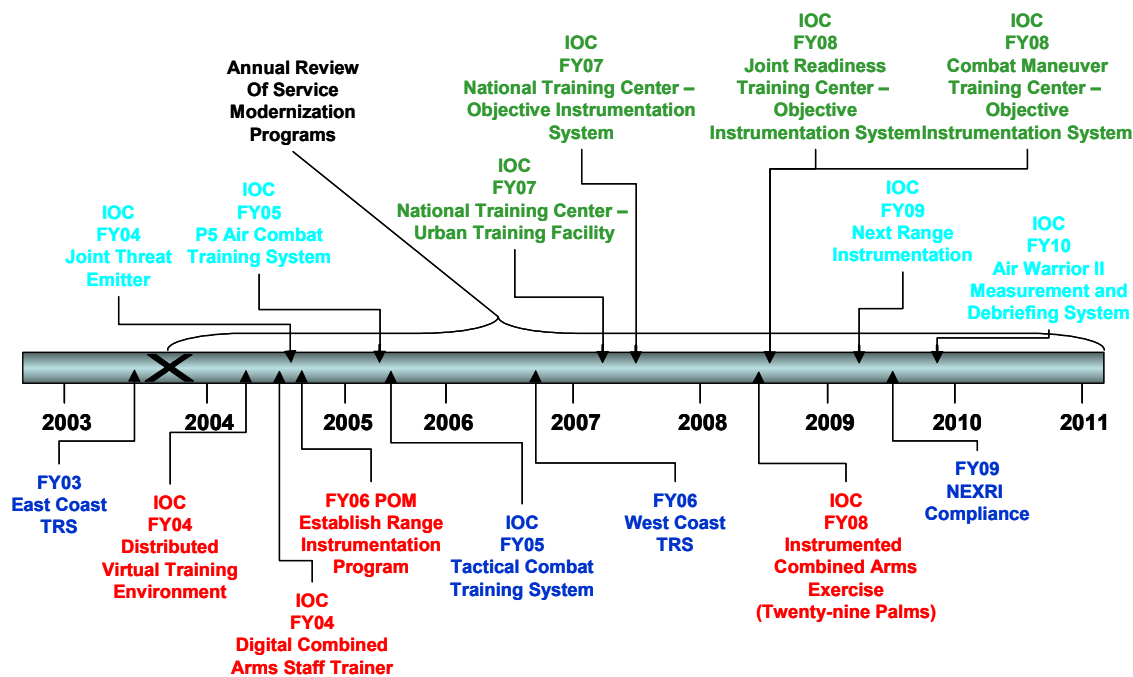 Annual Review
Of Service
Modernization
Programs
IOC
FY07
National Training Center –
Objective Instrumentation
System
IOC
FY08
Joint Readiness
Training Center –
Objective
Instrumentation System
IOC
FY08
Combat Maneuver
Training Center –
Objective
Instrumentation System
IOC
FY04
Joint Threat
Emitter
IOC
FY05
P5 Air Combat
Training System
IOC
FY07
National Training Center –
Urban Training Facility
IOC
FY09
Next Range
Instrumentation
IOC
FY10
Air Warrior II
Measurement and
Debriefing System
2003
2004
2005
2006
2007
2008
2009
2010
2011
FY03
East Coast
TRS
IOC
FY04
Distributed
Virtual Training
Environment
IOC
FY04
Digital Combined
Arms Staff Trainer
FY06 POM
Establish Range
Instrumentation
Program
IOC
FY05
Tactical Combat
Training System
FY06
West Coast
TRS
IOC
FY08
Instrumented
Combined Arms
Exercise
(Twenty-nine Palms)
FY09
NEXRI
Compliance